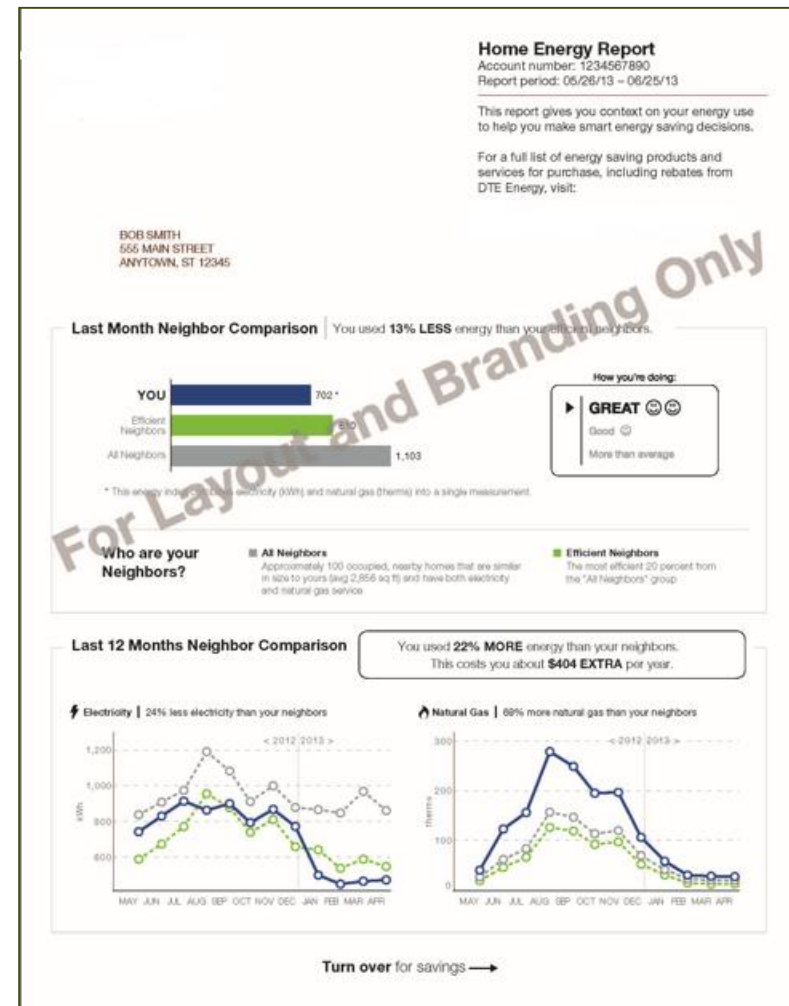 Home Energy Report
Account number: 1234567890
Report period: 05/26/13 – 06/25/13
This report gives you context on your energy use
to help you make smart energy saving decisions.
For a full list of energy saving products and
services for purchase, including rebates from
DTE Energy, visit:
BOB SMITH
555 MAIN STREET
ANYTOWN, ST 12345
For Layout and Branding Only
Last Month Neighbor Comparison | You used 13% LESS energy than your efficient neighbors.
YOU 702 *
Efficient
Neighbors
All Neighbors 1,103
* This energy index combines electricity (kWh) and natural gas (therms) into a single measurement.
How you're doing:
GREAT
Good
More than average
Who are your
Neighbors?
All Neighbors
Approximately 100 occupied, nearby homes that are similar
in size to yours (avg 2,856 sq ft) and have both electricity
and natural gas service
Efficient Neighbors
The most efficient 20 percent from
the "All Neighbors" group
Last 12 Months Neighbor Comparison
You used 22% MORE energy than your neighbors.
This costs you about $404 EXTRA per year.
Electricity | 24% less electricity than your neighbors
< 2012 2013 >
1,200
1,000
800
600
kWh
MAY JUN JUL AUG SEP OCT NOV DEC JAN FEB MAR APR
Natural Gas | 69% more natural gas than your neighbors
< 2012 2013 >
300
200
100
0
therms
MAY JUN JUL AUG SEP OCT NOV DEC JAN FEB MAR APR
Turn over for savings